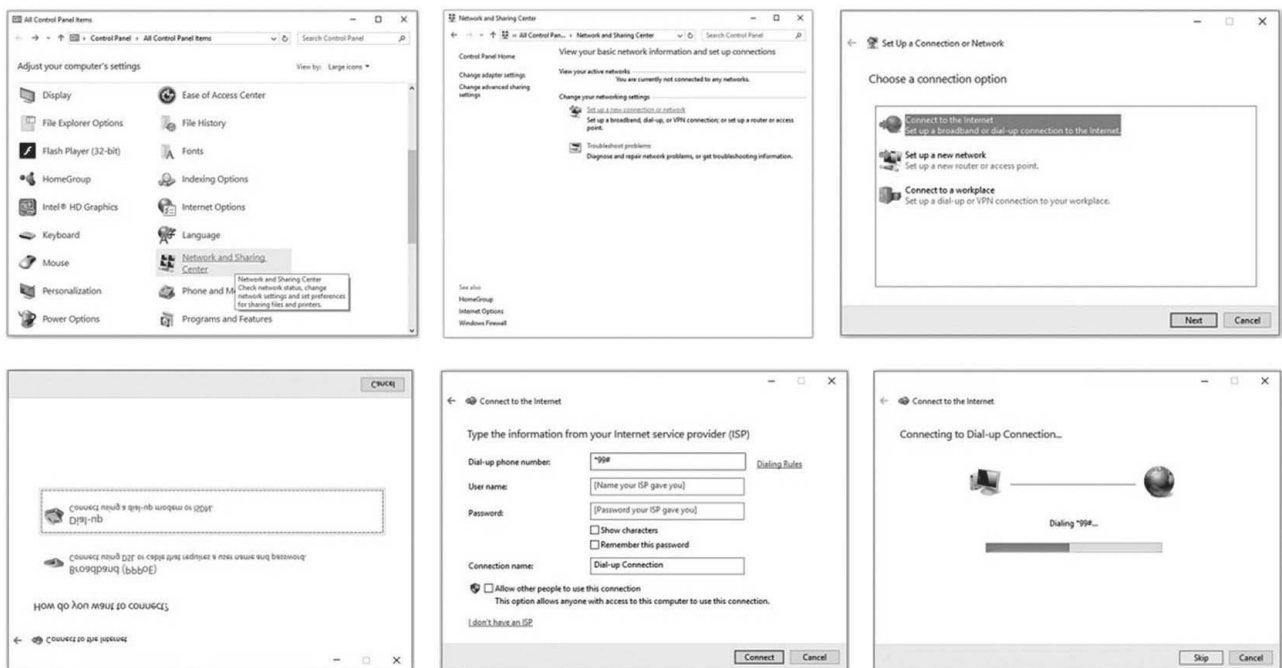 All Control Panel Items
Control Panel › All Control Panel Items
Search Control Panel
Adjust your computer's settings
View by: Large icons
Display
Ease of Access Center
File Explorer Options
File History
Flash Player (32-bit)
Fonts
HomeGroup
Indexing Options
Intel® HD Graphics
Internet Options
Keyboard
Language
Mouse
Network and Sharing
Center
Network and Sharing Center
Check network status, change
network settings and set preferences
for sharing files and printers.
Personalization
Phone and M
Power Options
Programs and Features
Network and Sharing Center
« All Control Pan... › Network and Sharing Center
Search Control Panel
Control Panel Home
Change adapter settings
Change advanced sharing
settings
View your basic network information and set up connections
View your active networks
You are currently not connected to any networks.
Change your networking settings
Set up a new connection or network
Set up a broadband, dial-up, or VPN connection; or set up a router or access
point.
Troubleshoot problems
Diagnose and repair network problems, or get troubleshooting information.
See also
HomeGroup
Internet Options
Windows Firewall
Set Up a Connection or Network
Choose a connection option
Connect to the Internet
Set up a broadband or dial-up connection to the Internet.
Set up a new network
Set up a new router or access point.
Connect to a workplace
Set up a dial-up or VPN connection to your workplace.
Next
Cancel
Connect to the Internet
How do you want to connect?
Broadband (PPPoE)
Connect using DSL or cable that requires a user name and password.
Dial-up
Connect using a dial-up modem or ISDN.
Cancel
Connect to the Internet
Type the information from your Internet service provider (ISP)
Dial-up phone number:
*99#
Dialing Rules
User name:
[Name your ISP gave you]
Password:
[Password your ISP gave you]
Show characters
Remember this password
Connection name:
Dial-up Connection
Allow other people to use this connection
This option allows anyone with access to this computer to use this connection.
I don't have an ISP
Connect
Cancel
Connect to the Internet
Connecting to Dial-up Connection...
Dialing *99#...
Skip
Cancel